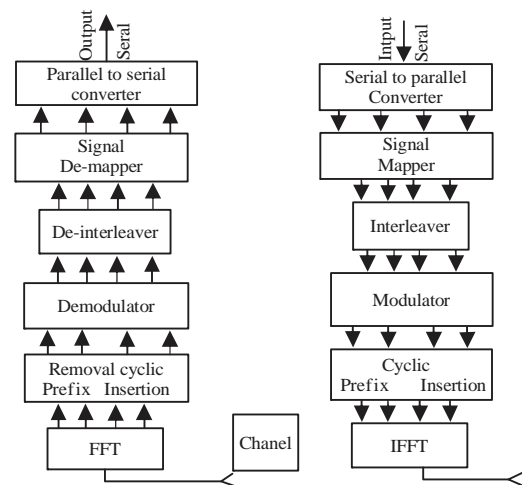 Output
Seral
Parallel to serial
converter
Signal
De-mapper
De-interleaver
Demodulator
Removal cyclic
Prefix Insertion
FFT
Chanel
Intput
Seral
Serial to parallel
Converter
Signal
Mapper
Interleaver
Modulator
Cyclic
Prefix Insertion
IFFT